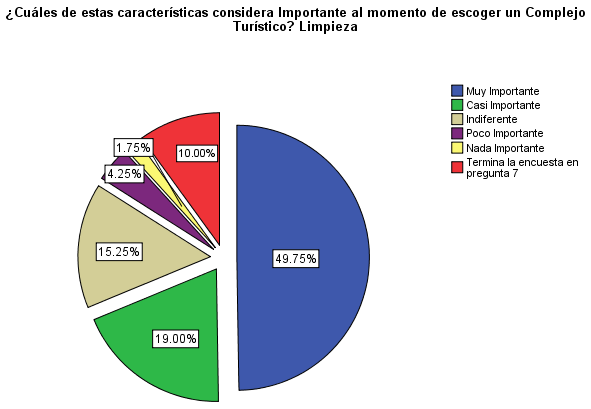 ¿Cuáles de estas características considera Importante al momento de escoger un Complejo
Turístico? Limpieza
Muy Importante
Casi Importante
Indiferente
Poco Importante
Nada Importante
Termina la encuesta en
pregunta 7
1.75%
10.00%
4.25%
15.25%
49.75%
19.00%